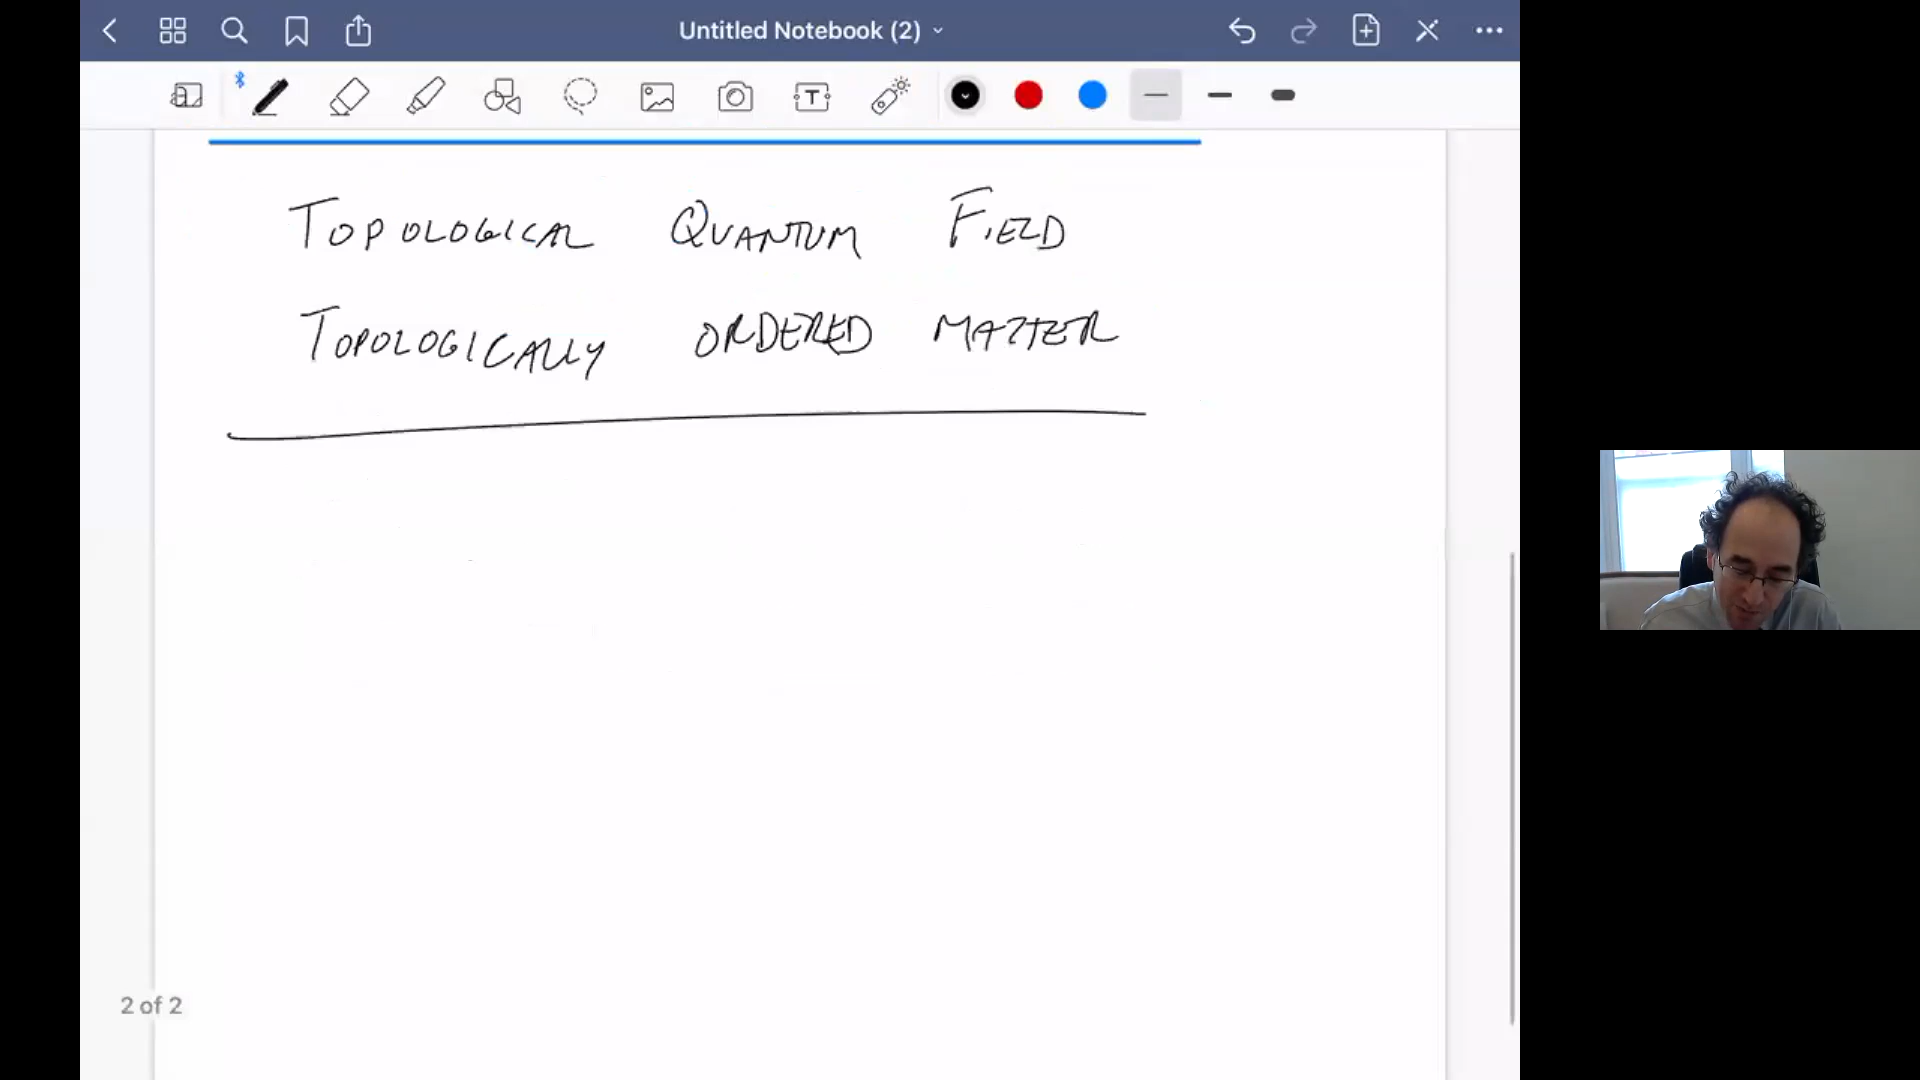 Untitled Notebook (2)
T
TOPOLOGICAL QUANTUM FIELD
TOPOLOGICALLY ORDERED MATTER
2 of 2